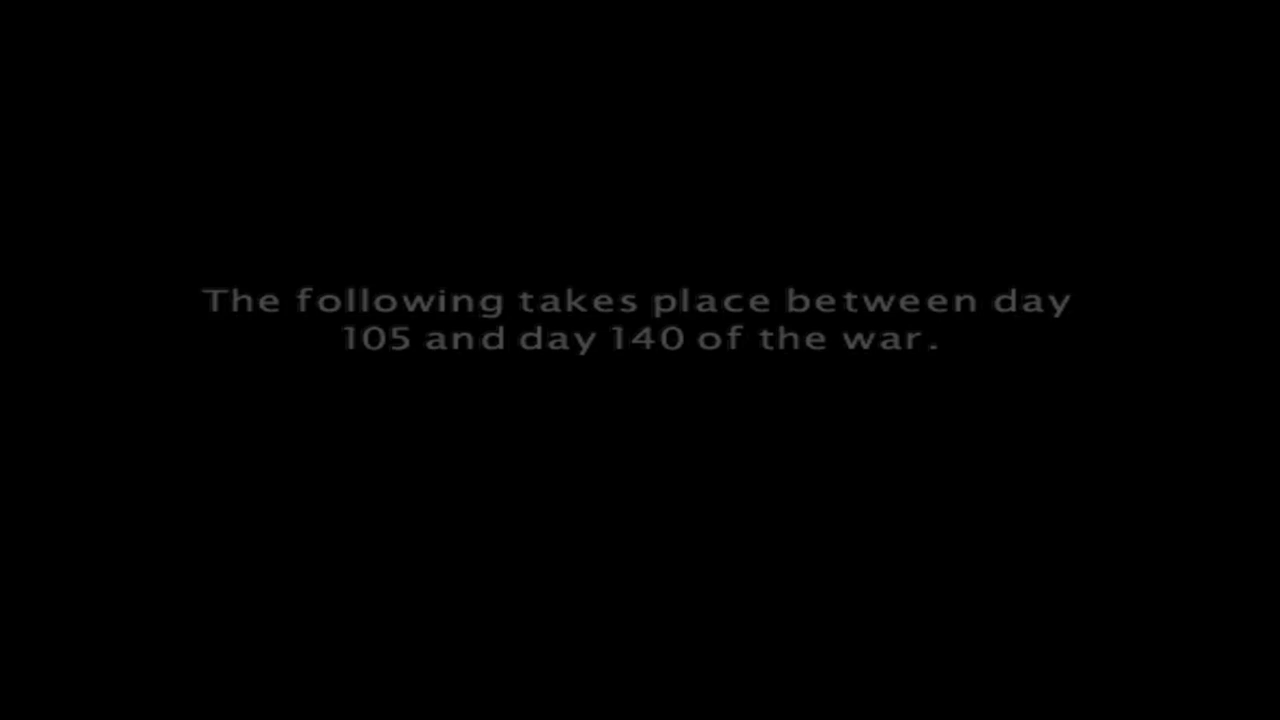 The following takes place between day
105 and day 140 of the war.